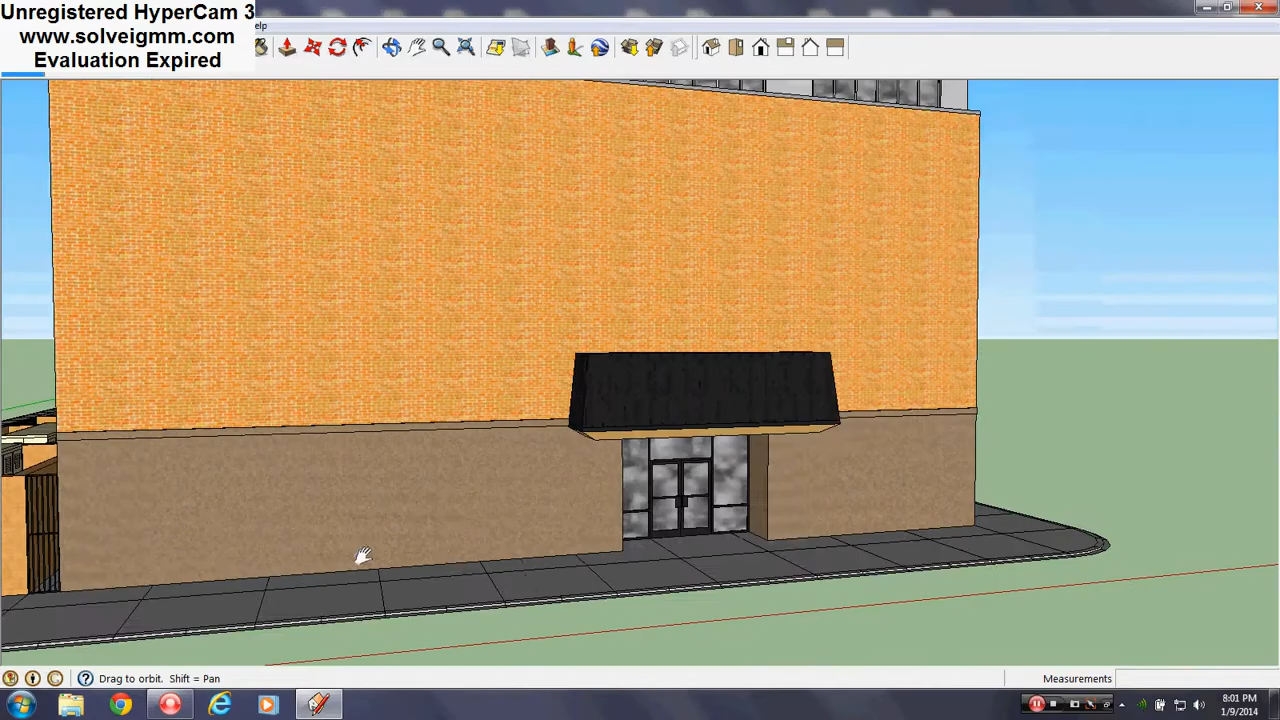 Unregistered HyperCam 3
www.solveigmm.com
Evaluation Expired
elp
Drag to orbit. Shift = Pan
Measurements
8:01 PM
1/9/2014